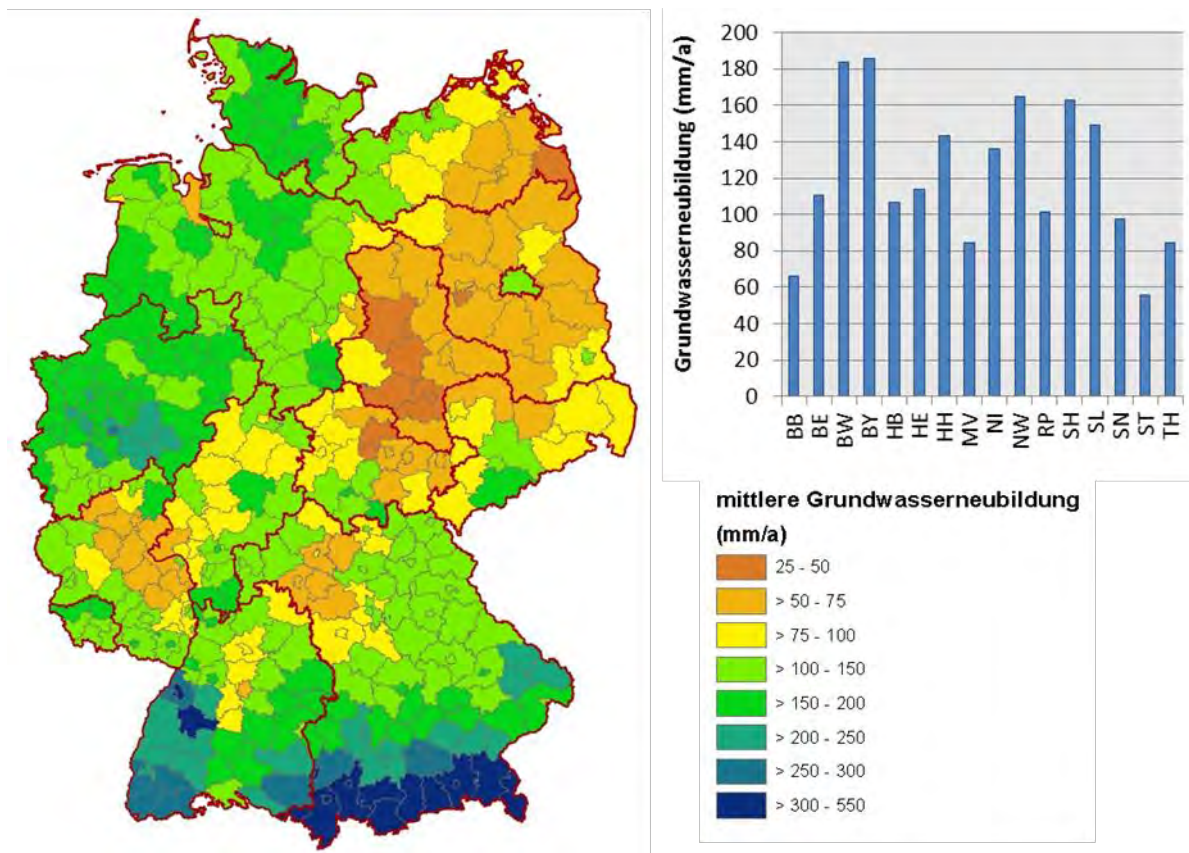 Grundwasserneubildung (mm/a)
200
180
160
140
120
100
80
60
40
20
0
BB BE BW BY HB HE HH MV NI NW RP SH SL SN ST TH
mittlere Grundwasserneubildung
(mm/a)
25 - 50
> 50 - 75
> 75 - 100
> 100 - 150
> 150 - 200
> 200 - 250
> 250 - 300
> 300 - 550